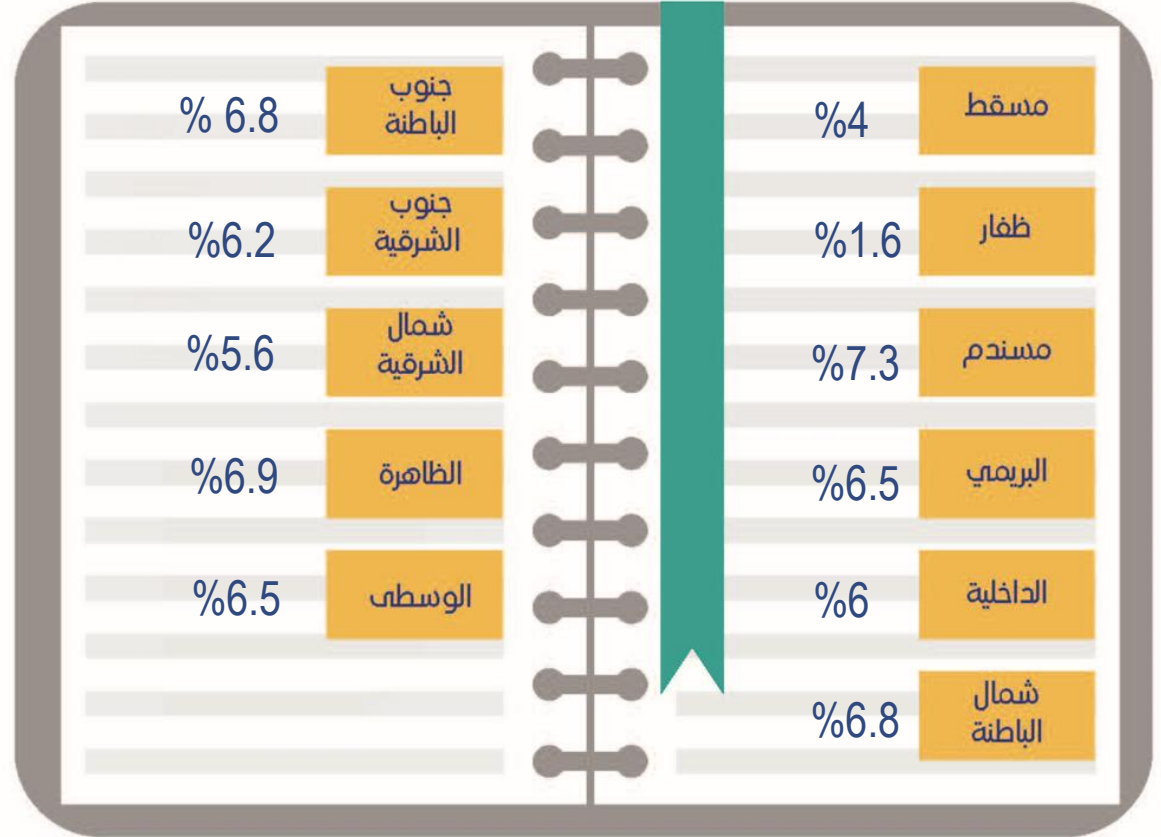 مسقط
%4
ظفار
%1.6
مسندم
%7.3
البريمي
%6.5
الداخلية
%6
شمال
الباطنة
%6.8
جنوب
الباطنة
% 6.8
جنوب
الشرقية
%6.2
شمال
الشرقية
%5.6
الظاهرة
%6.9
الوسطى
%6.5